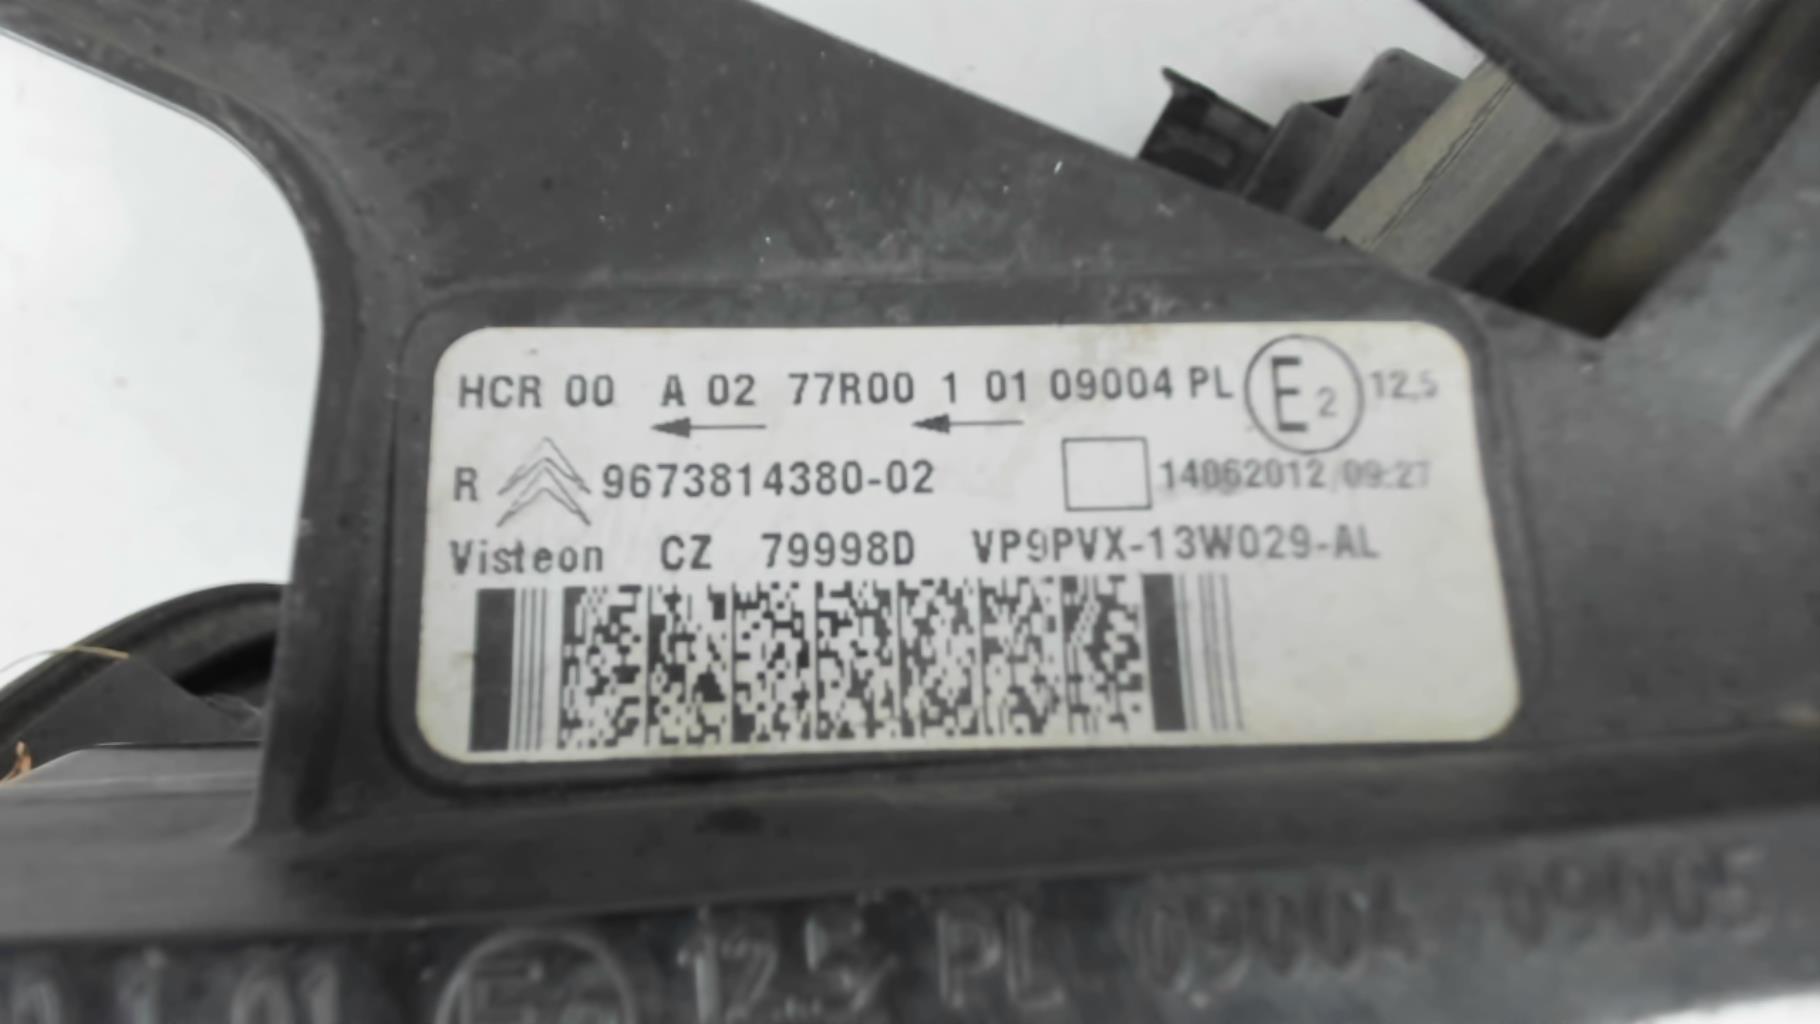 HCR 00 A 02 77R00 1 01 09004 PL E2 12,5
R 9673814380-02 14062012/09:27
Visteon CZ 79998D VP9PVX-13W029-AL
12.5 PL 09004 09005